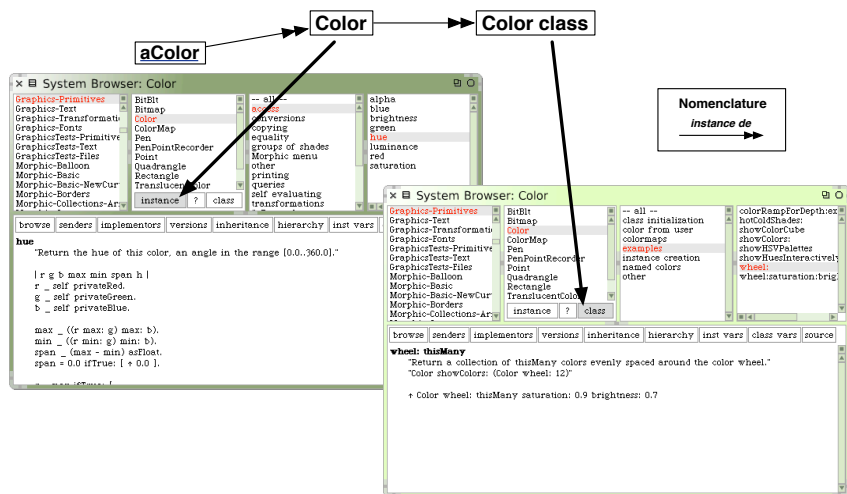 Color
Color class
aColor
Nomenclature
instance de
System Browser: Color
Graphics-Primitives
Graphics-Text
Graphics-Transformati
Graphics-Fonts
GraphicsTests-Primitive
GraphicsTests-Text
GraphicsTests-Files
Morphic-Balloon
Morphic-Basic
Morphic-Basic-NewCur
Morphic-Borders
Morphic-Collections-Ar
BitBlt
Bitmap
Color
ColorMap
Pen
PenPointRecorder
Point
Quadrangle
Rectangle
TranslucentColor
instance
?
class
-- all --
access
conversions
copying
equality
groups of shades
Morphic menu
other
printing
queries
self evaluating
transformations
alpha
blue
brightness
green
hue
luminance
red
saturation
browse
senders
implementors
versions
inheritance
hierarchy
inst vars
hue
"Return the hue of this color, an angle in the range [0.0..360.0]."
| r g b max min span h |
r _ self privateRed.
g _ self privateGreen.
b _ self privateBlue.
max _ ((r max: g) max: b).
min _ ((r min: g) min: b).
span _ (max - min) asFloat.
span = 0.0 ifTrue: [ ↑ 0.0 ].
System Browser: Color
Graphics-Primitives
Graphics-Text
Graphics-Transformatio
Graphics-Fonts
GraphicsTests-Primitive
GraphicsTests-Text
GraphicsTests-Files
Morphic-Balloon
Morphic-Basic
Morphic-Basic-NewCur
Morphic-Borders
Morphic-Collections-Ar
BitBlt
Bitmap
Color
ColorMap
Pen
PenPointRecorder
Point
Quadrangle
Rectangle
TranslucentColor
instance
?
class
-- all --
class initialization
color from user
colormaps
examples
instance creation
named colors
other
colorRampForDepth:ex
hotColdShades:
showColorCube
showColors:
showHSVPalettes
showHuesInteractively
wheel:
wheel:saturation:brig
browse
senders
implementors
versions
inheritance
hierarchy
inst vars
class vars
source
wheel: thisMany
"Return a collection of thisMany colors evenly spaced around the color wheel."
"Color showColors: (Color wheel: 12)"
↑ Color wheel: thisMany saturation: 0.9 brightness: 0.7